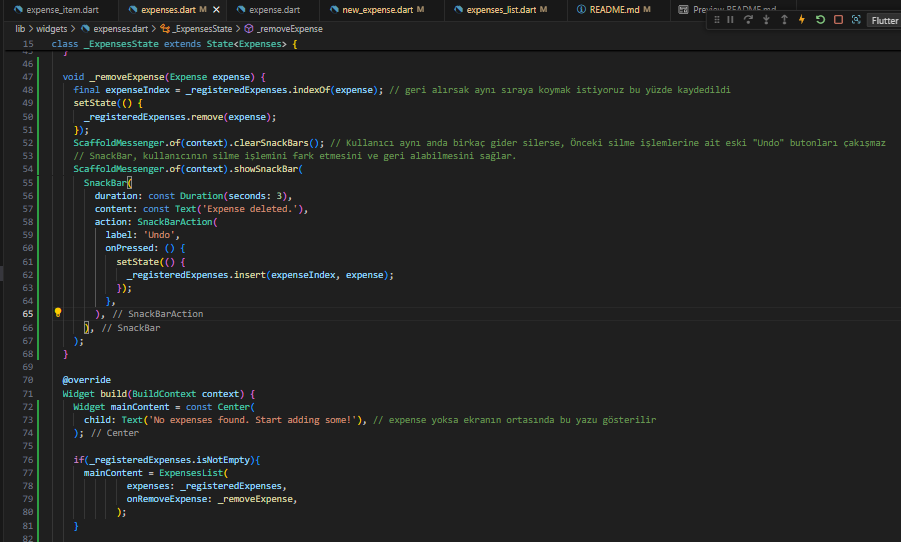 expense_item.dart expenses.dart M expense.dart new_expense.dart M expenses_list.dart M README.md M Preview README.md
Flutter
lib > widgets > expenses.dart > _ExpensesState > _removeExpense
15 class _ExpensesState extends State<Expenses> {
45 }
46
47 void _removeExpense(Expense expense) {
48 final expenseIndex = _registeredExpenses.indexOf(expense); // geri alırsak aynı sıraya koymak istiyoruz bu yüzde kaydedildi
49 setState(() {
50 _registeredExpenses.remove(expense);
51 });
52 ScaffoldMessenger.of(context).clearSnackBars(); // Kullanıcı aynı anda birkaç gider silerse, Önceki silme işlemlerine ait eski "Undo" butonları çakışmaz
53 // SnackBar, kullanıcının silme işlemini fark etmesini ve geri alabilmesini sağlar.
54 ScaffoldMessenger.of(context).showSnackBar(
55 SnackBar(
56 duration: const Duration(seconds: 3),
57 content: const Text('Expense deleted.'),
58 action: SnackBarAction(
59 label: 'Undo',
60 onPressed: () {
61 setState(() {
62 _registeredExpenses.insert(expenseIndex, expense);
63 });
64 },
65 ), // SnackBarAction
66 ), // SnackBar
67 );
68 }
69
70 @override
71 Widget build(BuildContext context) {
72 Widget mainContent = const Center(
73 child: Text('No expenses found. Start adding some!'), // expense yoksa ekranın ortasında bu yazu gösterilir
74 ); // Center
75
76 if(_registeredExpenses.isNotEmpty){
77 mainContent = ExpensesList(
78 expenses: _registeredExpenses,
79 onRemoveExpense: _removeExpense,
80 );
81 }
82